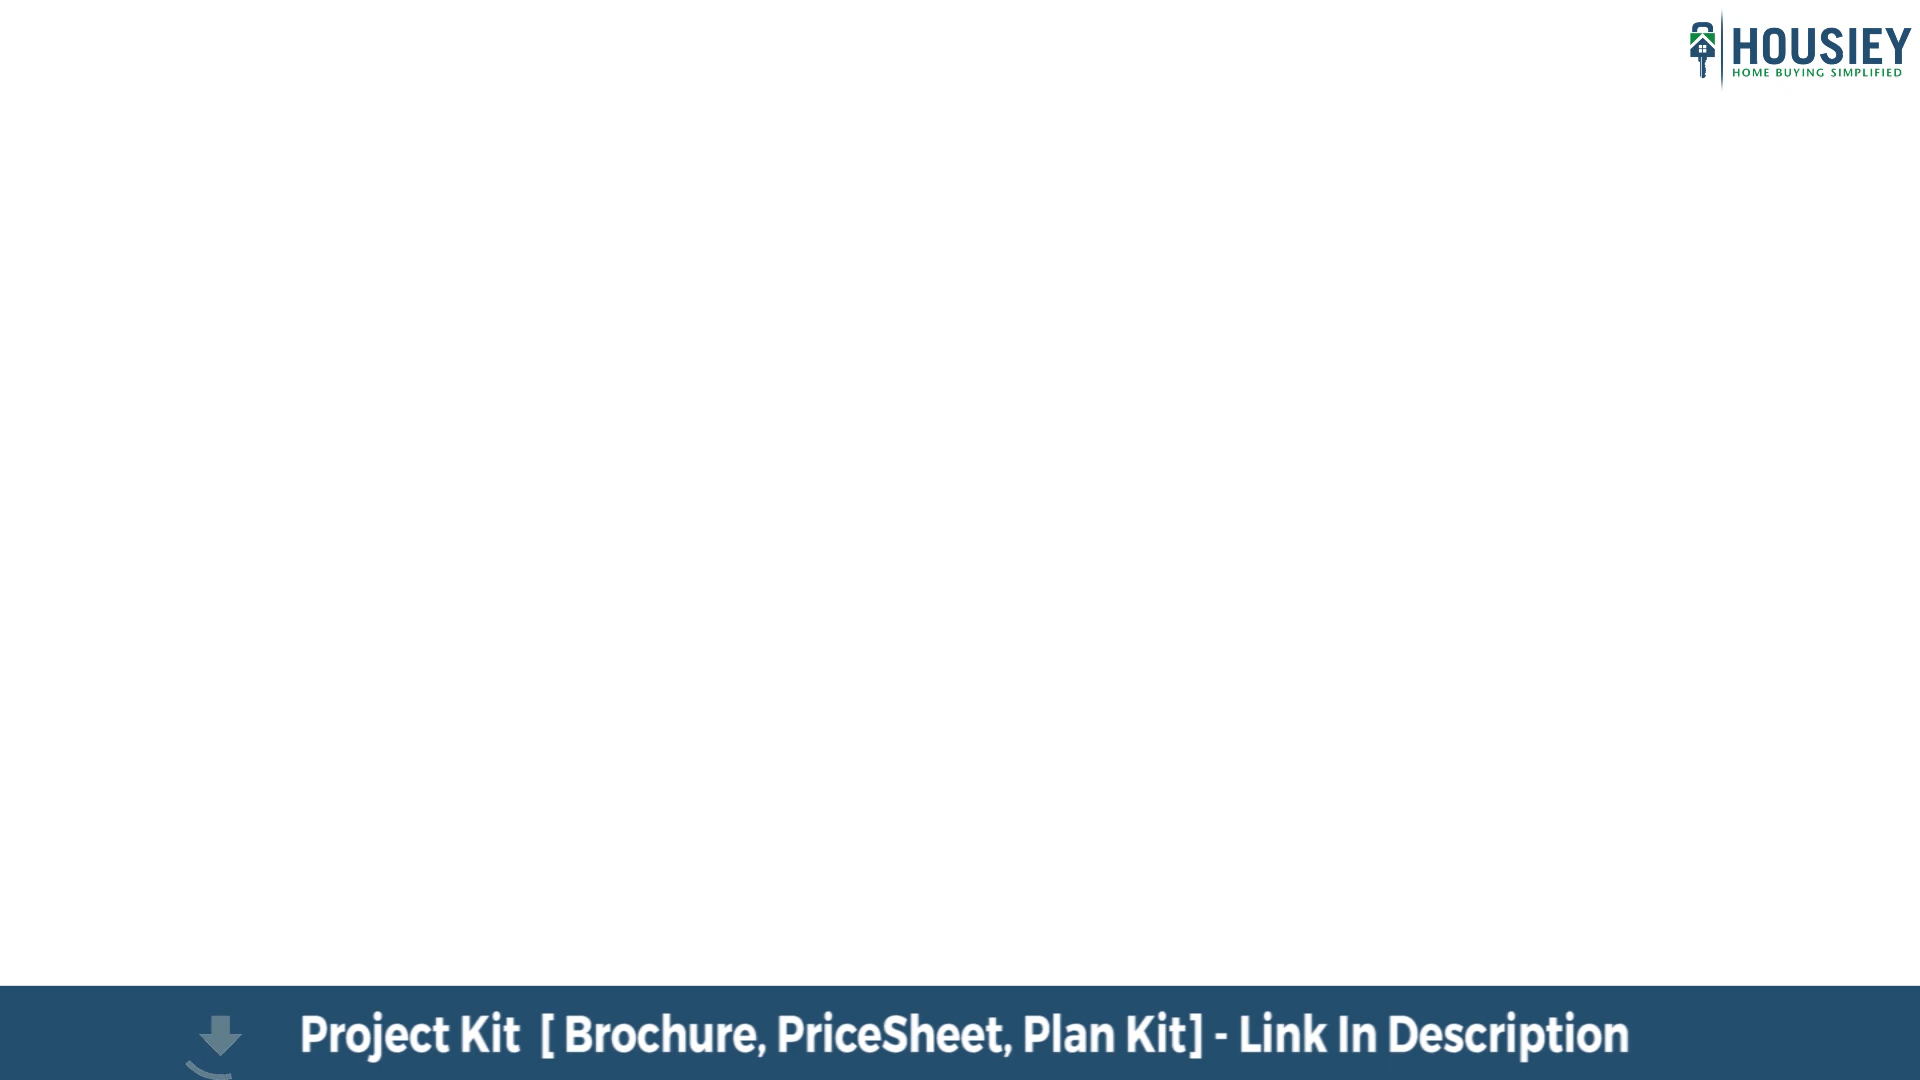 HOUSIEY
HOME BUYING SIMPLIFIED
Project Kit [ Brochure, PriceSheet, Plan Kit] - Link In Description